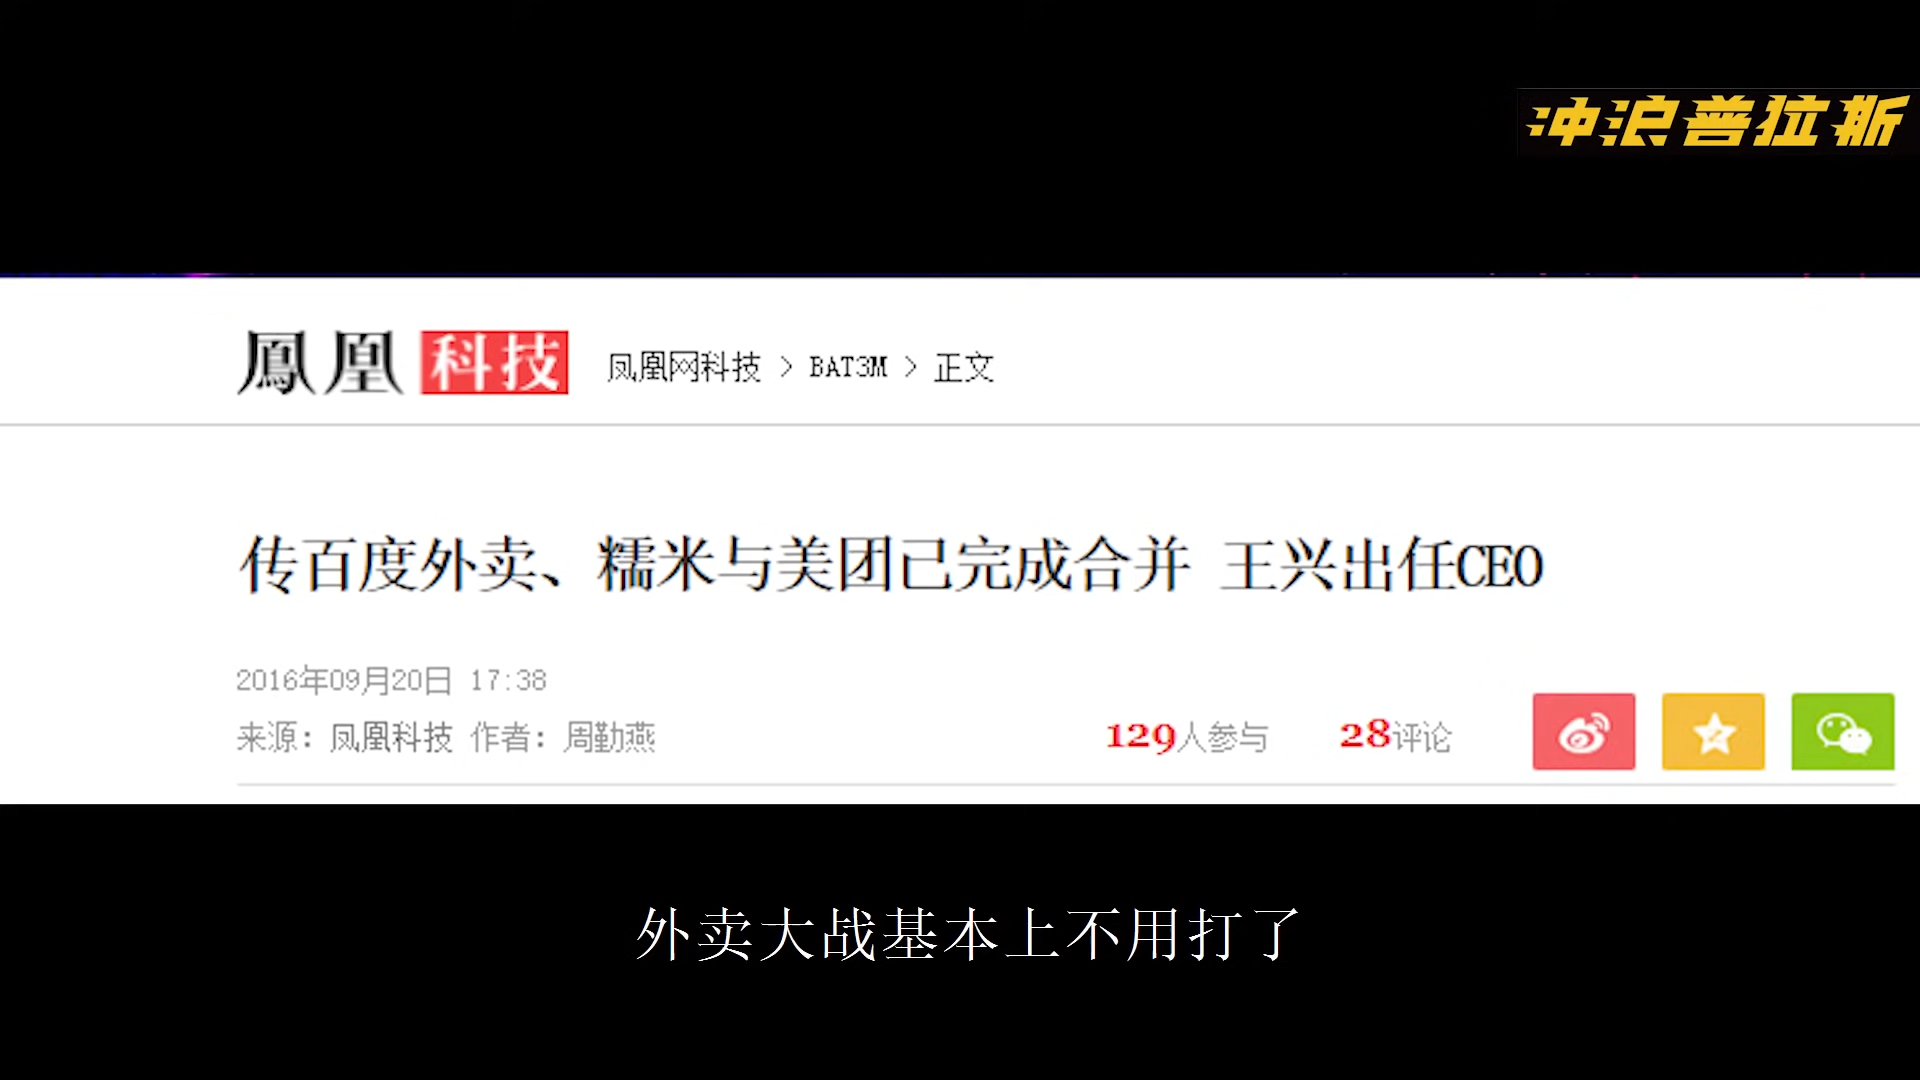 冲浪普拉斯
鳳凰科技 凤凰网科技 > BAT3M > 正文
传百度外卖、糯米与美团已完成合并 王兴出任CEO
2016年09月20日 17:38
来源：凤凰科技 作者：周勤燕 129人参与 28评论
外卖大战基本上不用打了